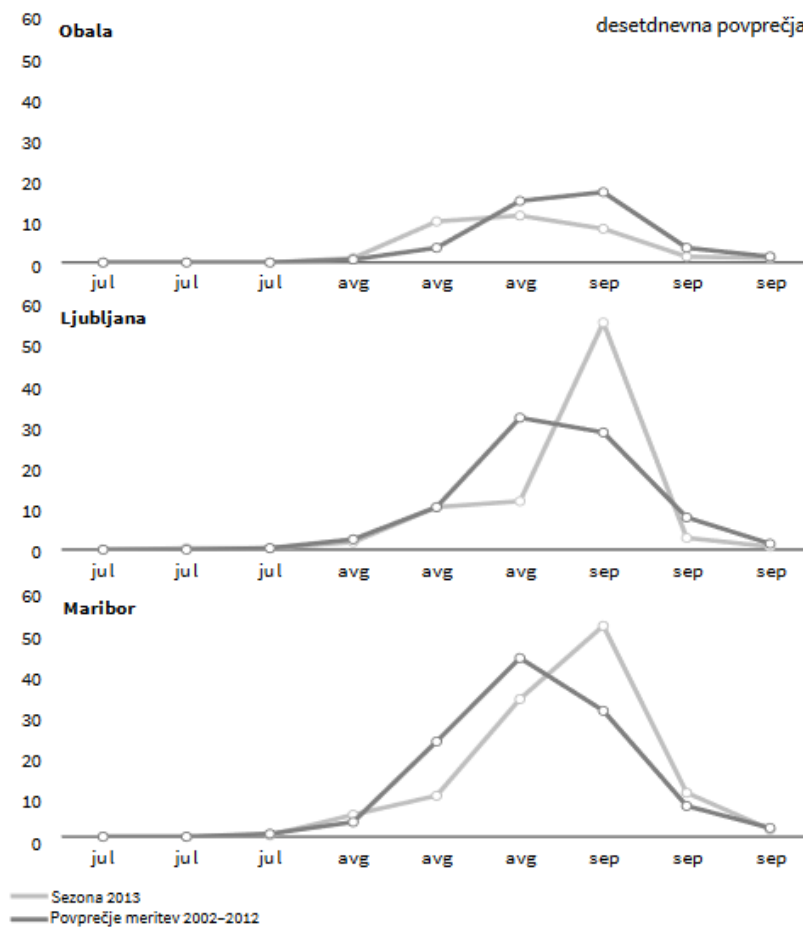 60
Obala
desetdnevna povprečja
50
40
30
20
10
0
jul jul jul avg avg avg sep sep sep
60
Ljubljana
50
40
30
20
10
0
jul jul jul avg avg avg sep sep sep
60
Maribor
50
40
30
20
10
0
jul jul jul avg avg avg sep sep sep
Sezona 2013
Povprečje meritev 2002–2012